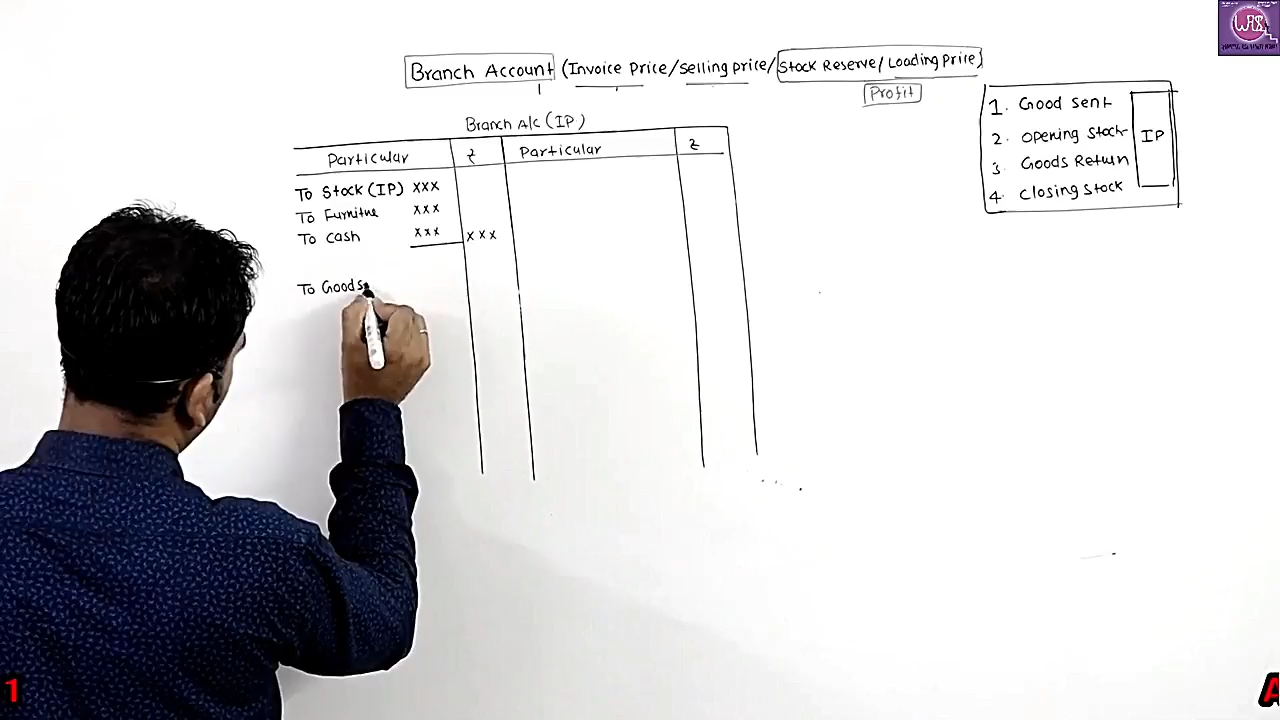 Branch Account (Invoice Price/Selling price/Stock Reserve/Loading Price)
Profit
Branch A/c (IP)
Particular ₹ Particular ₹
To Stock (IP) xxx
To Furnitue xxx
To cash xxx xxx
To Goods
1. Good sent
2. opening stock
3. Goods Return
4. closing stock
IP
1
A